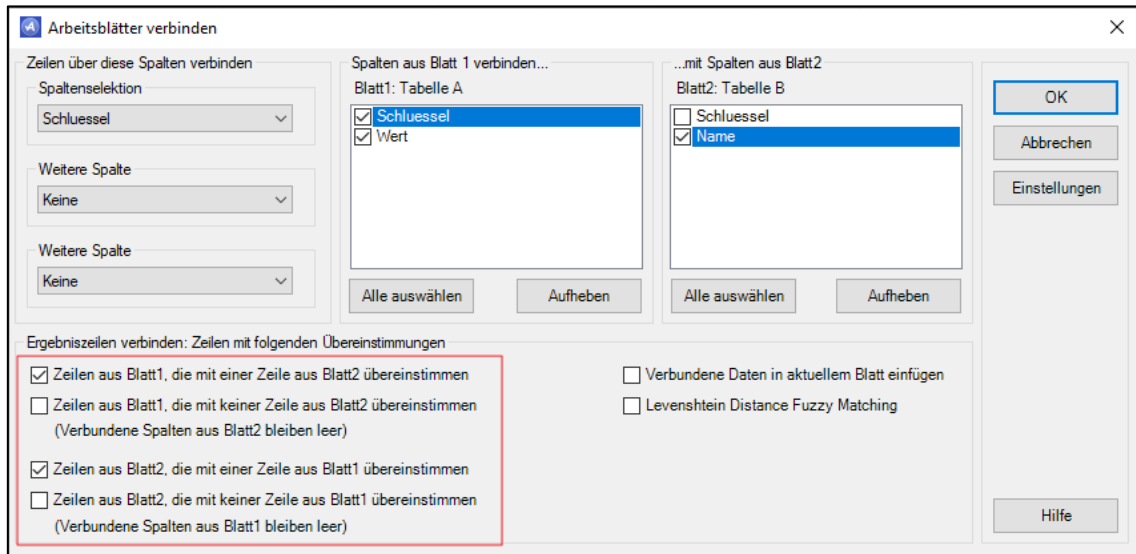 Arbeitsblätter verbinden
Zeilen über diese Spalten verbinden
Spaltenselektion
Schluessel
Weitere Spalte
Keine
Weitere Spalte
Keine
Spalten aus Blatt 1 verbinden...
Blatt1: Tabelle A
Schluessel
Wert
Alle auswählen
Aufheben
...mit Spalten aus Blatt2
Blatt2: Tabelle B
Schluessel
Name
Alle auswählen
Aufheben
OK
Abbrechen
Einstellungen
Ergebniszeilen verbinden: Zeilen mit folgenden Übereinstimmungen
Zeilen aus Blatt1, die mit einer Zeile aus Blatt2 übereinstimmen
Zeilen aus Blatt1, die mit keiner Zeile aus Blatt2 übereinstimmen
(Verbundene Spalten aus Blatt2 bleiben leer)
Zeilen aus Blatt2, die mit einer Zeile aus Blatt1 übereinstimmen
Zeilen aus Blatt2, die mit keiner Zeile aus Blatt1 übereinstimmen
(Verbundene Spalten aus Blatt1 bleiben leer)
Verbundene Daten in aktuellem Blatt einfügen
Levenshtein Distance Fuzzy Matching
Hilfe